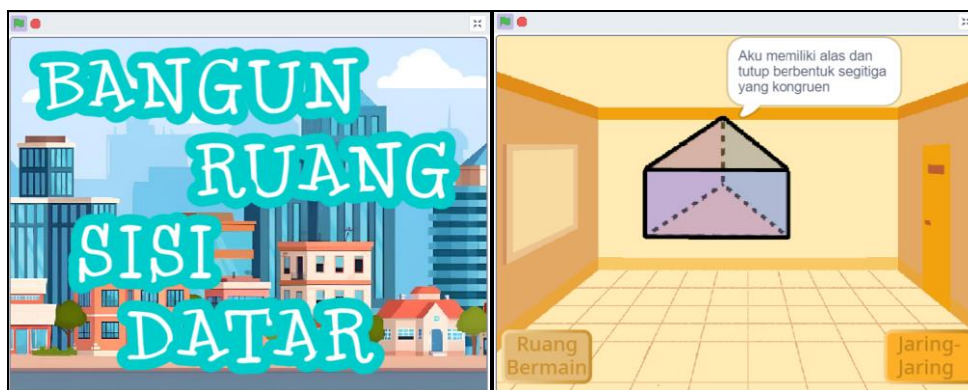 BANGUN
RUANG
SISI
DATAR
Aku memiliki alas dan
tutup berbentuk segitiga
yang kongruen
Ruang
Bermain
Jaring-
Jaring